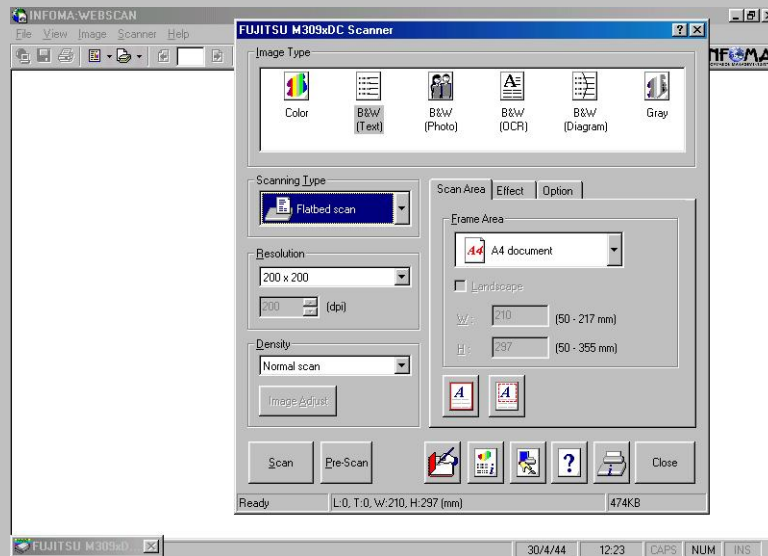 INFOMA:WEBSCAN
File View Image Scanner Help
FUJITSU M309xDC Scanner
Image Type
Color
B&W (Text)
B&W (Photo)
B&W (OCR)
B&W (Diagram)
Gray
Scanning Type
Flatbed scan
Resolution
200 x 200
200 (dpi)
Density
Normal scan
Image Adjust
Scan Area Effect Option
Frame Area
A4 A4 document
Landscape
W: 210 (50 - 217 mm)
H: 297 (50 - 355 mm)
A A
Scan Pre-Scan Close
Ready L:0, T:0, W:210, H:297 (mm) 474KB
FUJITSU M309xD...
30/4/44 12:23 CAPS NUM INS